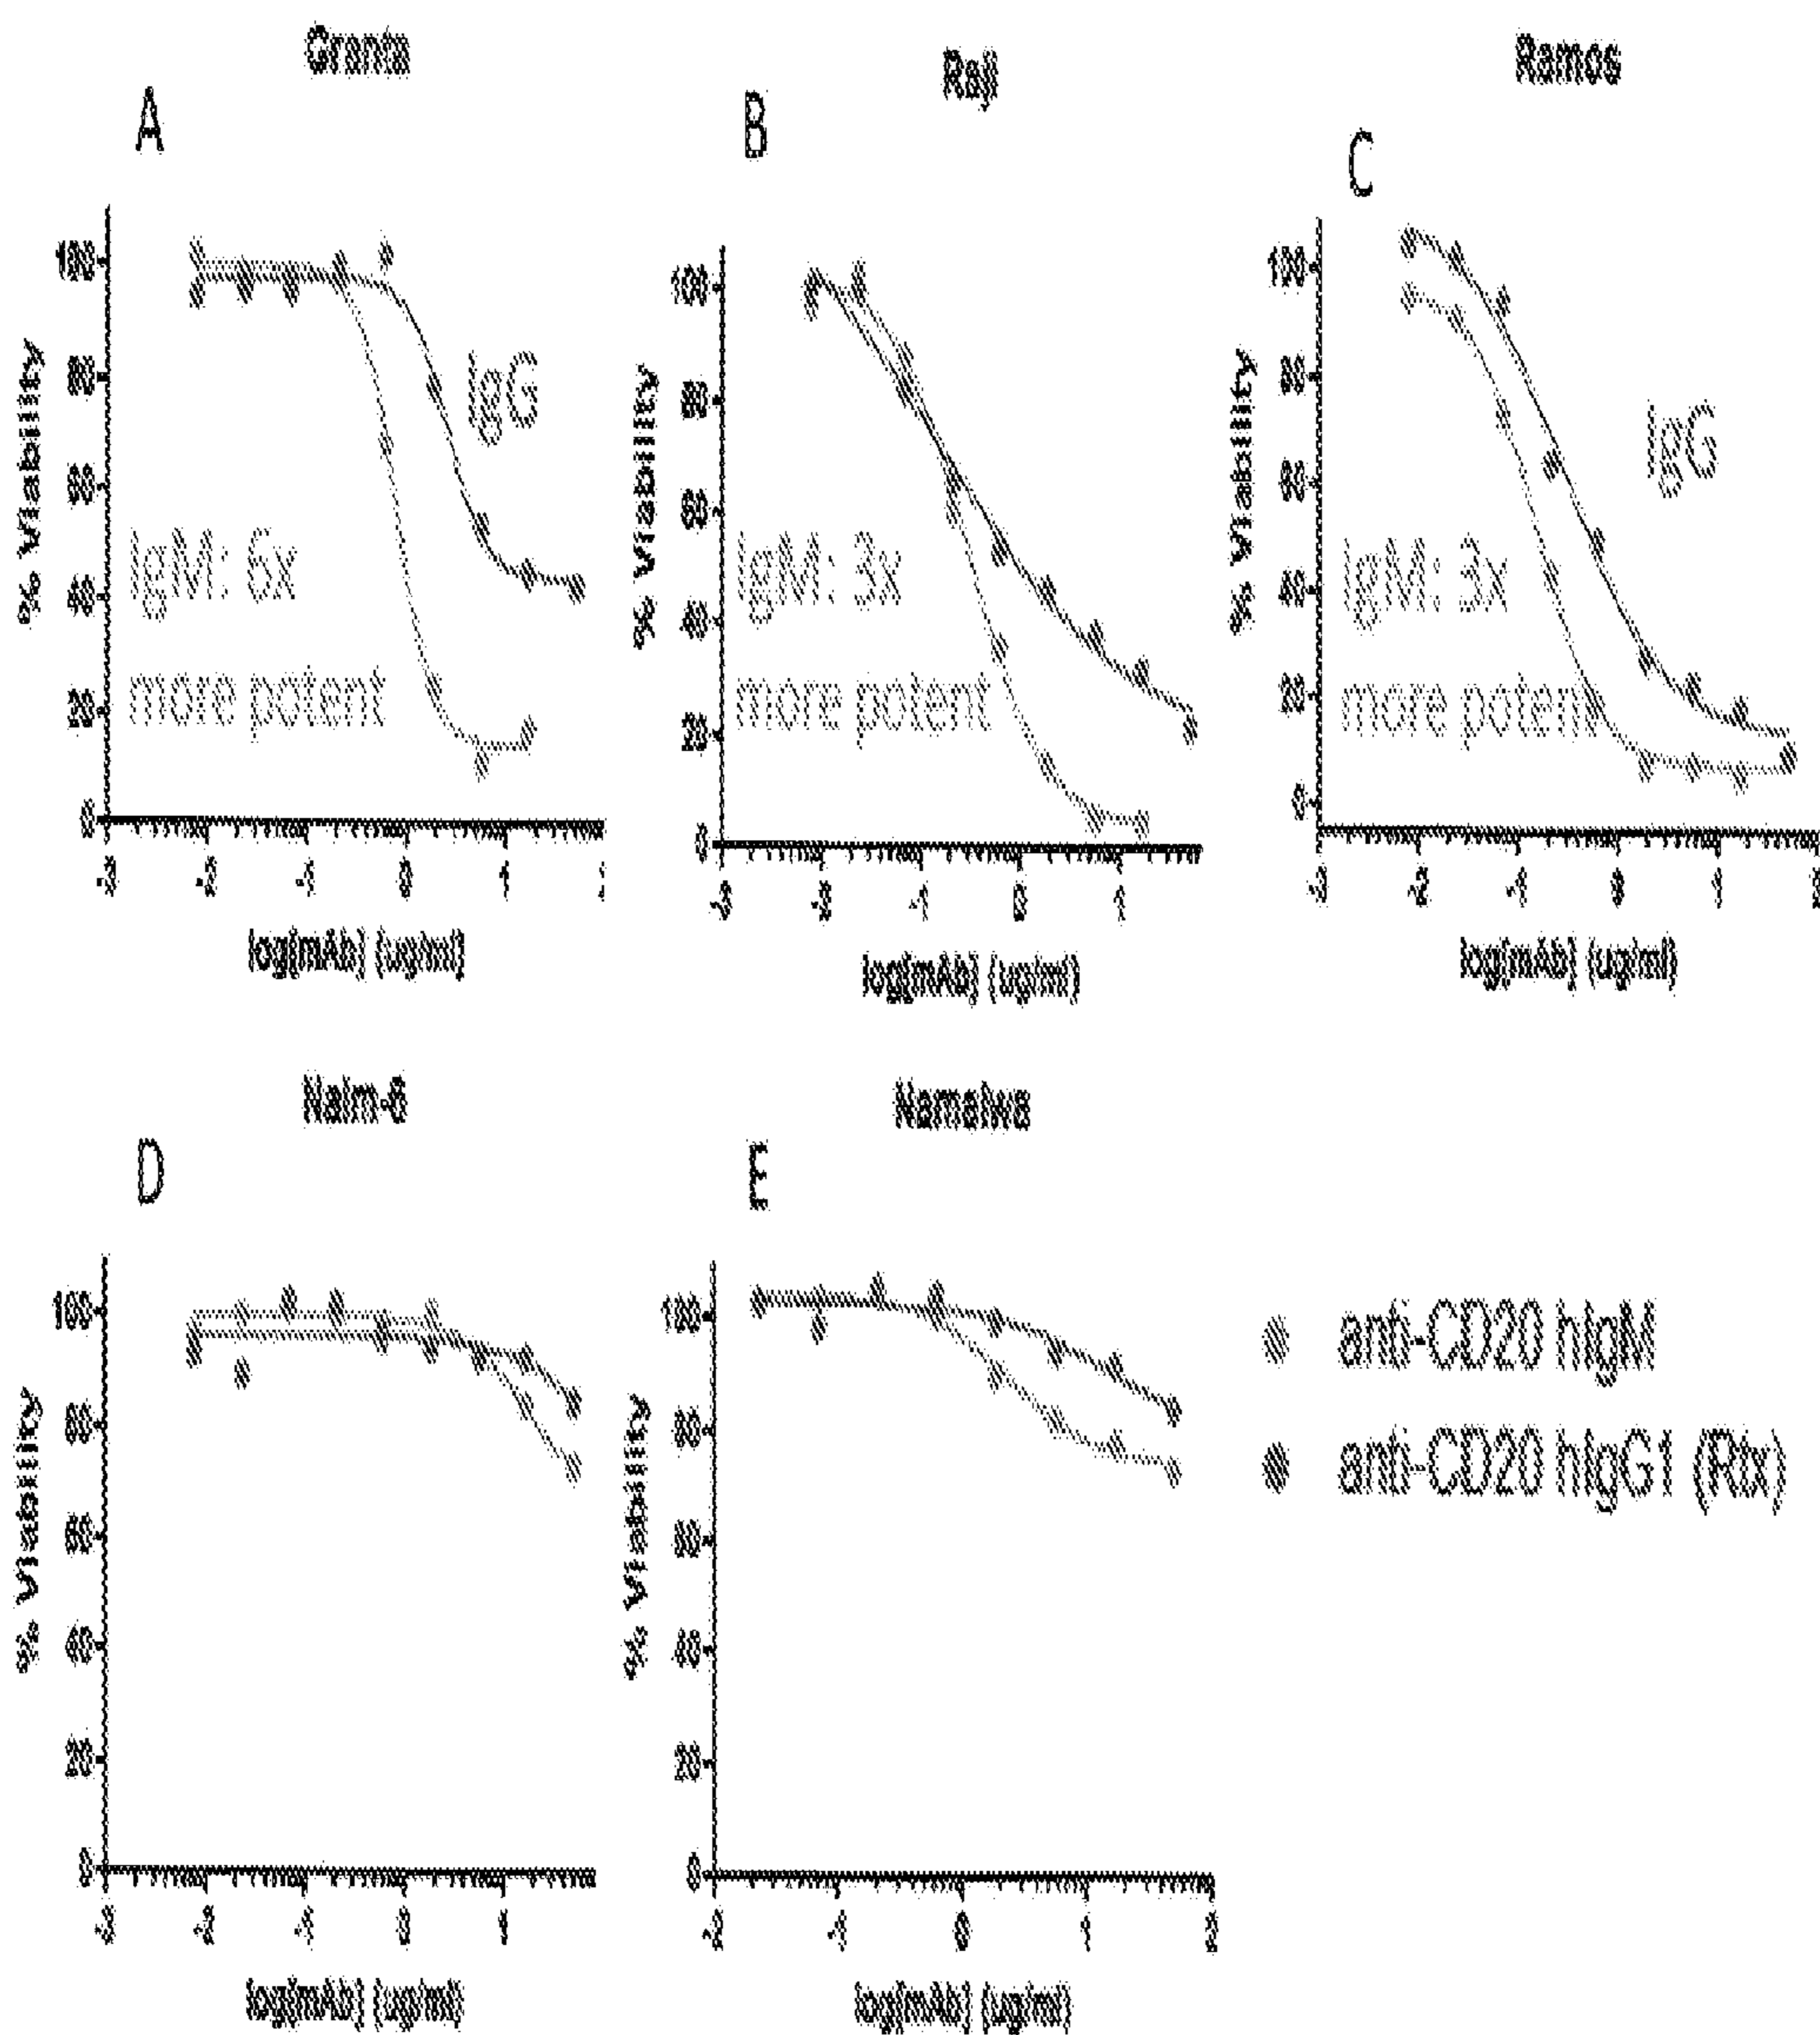 Granta
A
100
80
60
40
20
0
% Viability
IgG
IgM: 6x
more potent
-3 -2 -1 0 1
log[mAb] (ug/ml)
Raji
B
100
80
60
40
20
0
% Viability
IgM: 3x
more potent
-3 -2 -1 0 1
log[mAb] (ug/ml)
Ramos
C
100
80
60
40
20
0
% Viability
IgG
IgM: 3x
more potent
-3 -2 -1 0 1 2
log[mAb] (ug/ml)
Nalm-6
D
100
80
60
40
20
0
% Viability
-3 -2 -1 0 1
log[mAb] (ug/ml)
Namalwa
E
100
80
60
40
20
0
% Viability
-2 -1 0 1 2
log[mAb] (ug/ml)
anti-CD20 hIgM
anti-CD20 hIgG1 (Rtx)